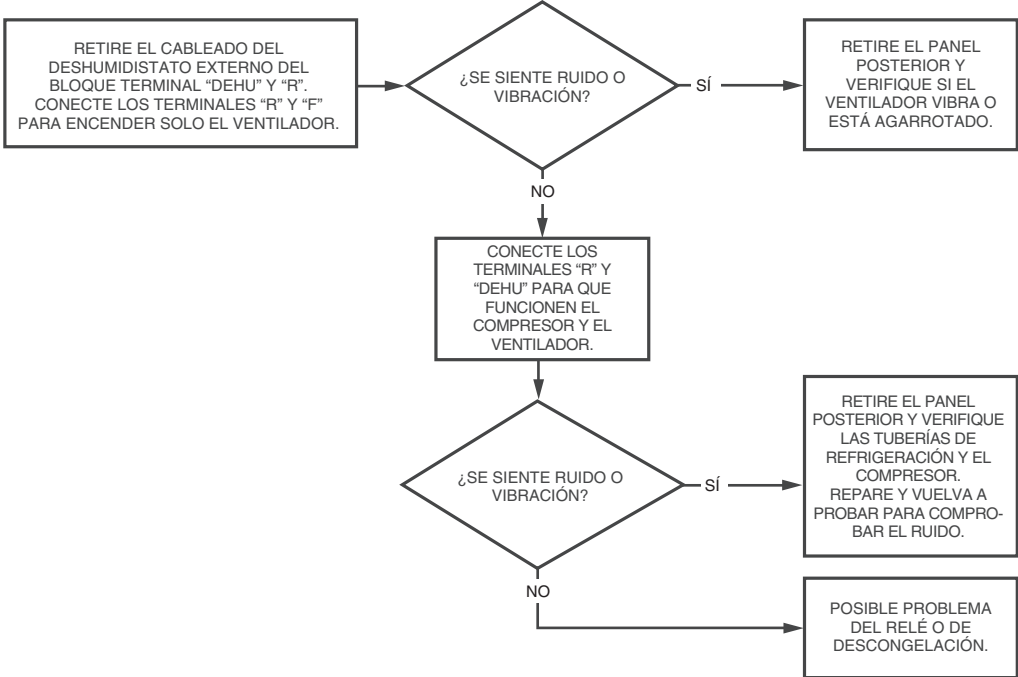 RETIRE EL CABLEADO DEL
DESHUMIDISTATO EXTERNO DEL
BLOQUE TERMINAL “DEHU” Y “R”.
CONECTE LOS TERMINALES “R” Y “F”
PARA ENCENDER SOLO EL VENTILADOR.
¿SE SIENTE RUIDO O
VIBRACIÓN?
SÍ
RETIRE EL PANEL
POSTERIOR Y
VERIFIQUE SI EL
VENTILADOR VIBRA O
ESTÁ AGARROTADO.
NO
CONECTE LOS
TERMINALES “R” Y
“DEHU” PARA QUE
FUNCIONEN EL
COMPRESOR Y EL
VENTILADOR.
¿SE SIENTE RUIDO O
VIBRACIÓN?
SÍ
RETIRE EL PANEL
POSTERIOR Y VERIFIQUE
LAS TUBERÍAS DE
REFRIGERACIÓN Y EL
COMPRESOR.
REPARE Y VUELVA A
PROBAR PARA COMPRO-
BAR EL RUIDO.
NO
POSIBLE PROBLEMA
DEL RELÉ O DE
DESCONGELACIÓN.